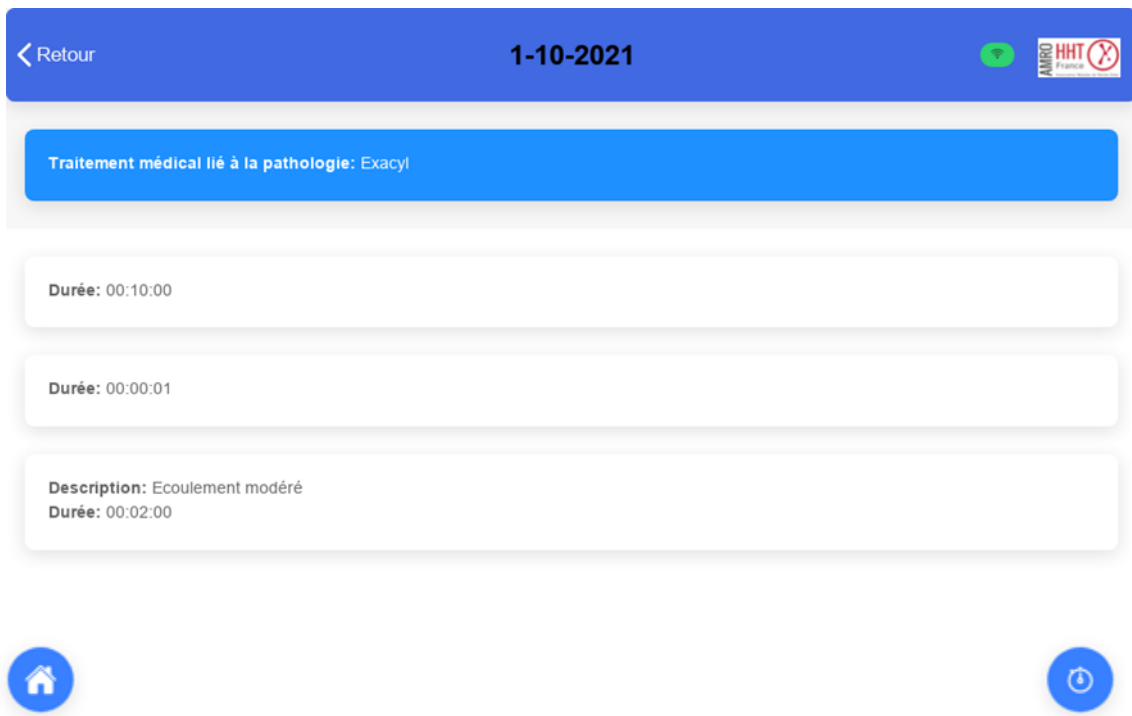 Retour
1-10-2021
AMRO
HHT
France
Traitement médical lié à la pathologie: Exacyl
Durée: 00:10:00
Durée: 00:00:01
Description: Ecoulement modéré
Durée: 00:02:00